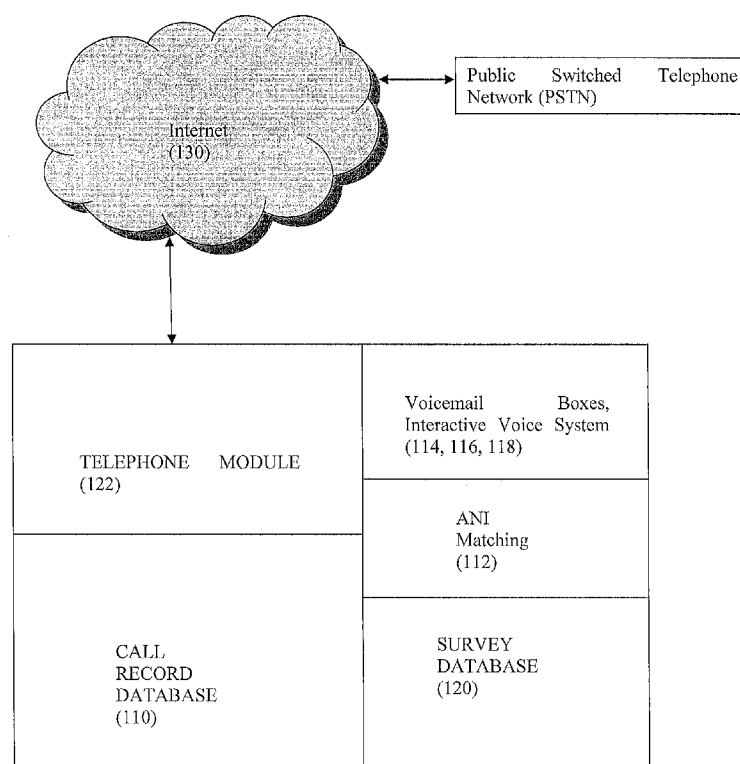 Public Switched Telephone
Network (PSTN)
Internet
(130)
Voicemail Boxes,
Interactive Voice System
(114, 116, 118)
TELEPHONE MODULE
(122)
ANI
Matching
(112)
CALL
RECORD
DATABASE
(110)
SURVEY
DATABASE
(120)